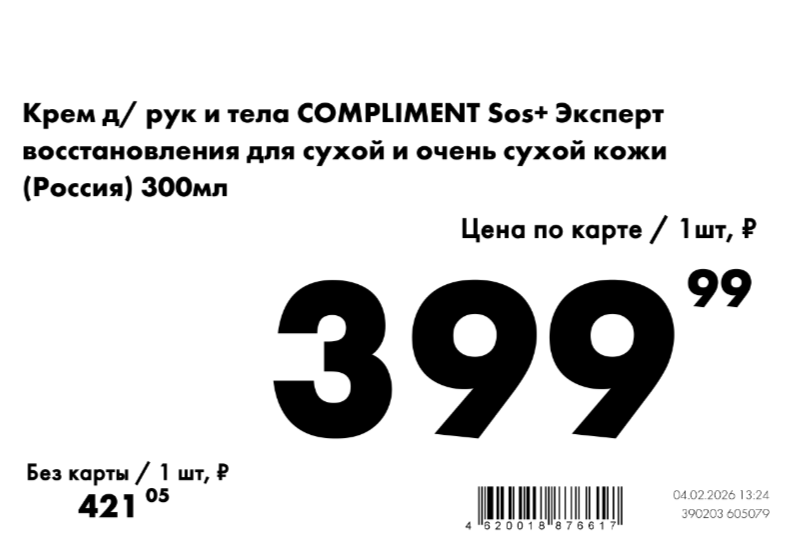 Крем д/ рук и тела COMPLIMENT Sos+ Эксперт
восстановления для сухой и очень сухой кожи
(Россия) 300мл
Цена по карте / 1шт, ₽
399 99
Без карты / 1 шт, ₽
421 05
4 620018 876617
04.02.2026 13:24
390203 605079